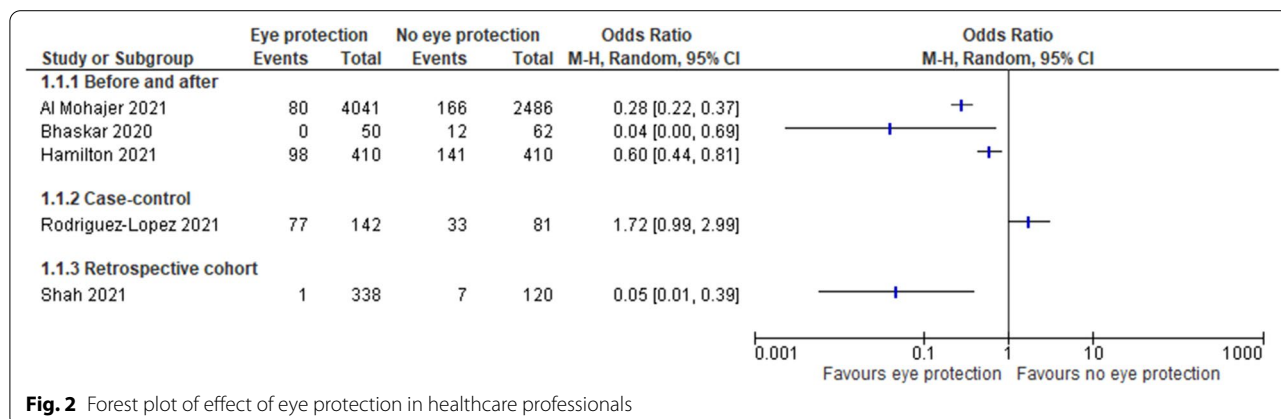 Eye protection No eye protection Odds Ratio Odds Ratio
Study or Subgroup Events Total Events Total M-H, Random, 95% CI M-H, Random, 95% CI
1.1.1 Before and after
Al Mohajer 2021 80 4041 166 2486 0.28 [0.22, 0.37]
Bhaskar 2020 0 50 12 62 0.04 [0.00, 0.69]
Hamilton 2021 98 410 141 410 0.60 [0.44, 0.81]
1.1.2 Case-control
Rodriguez-Lopez 2021 77 142 33 81 1.72 [0.99, 2.99]
1.1.3 Retrospective cohort
Shah 2021 1 338 7 120 0.05 [0.01, 0.39]
0.001 0.1 1 10 1000
Favours eye protection Favours no eye protection
Fig. 2 Forest plot of effect of eye protection in healthcare professionals